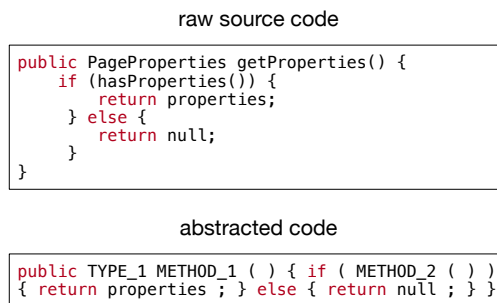 raw source code
public PageProperties getProperties() {
if (hasProperties()) {
return properties;
} else {
return null;
}
}
abstracted code
public TYPE_1 METHOD_1 ( ) { if ( METHOD_2 ( ) )
{ return properties ; } else { return null ; } }